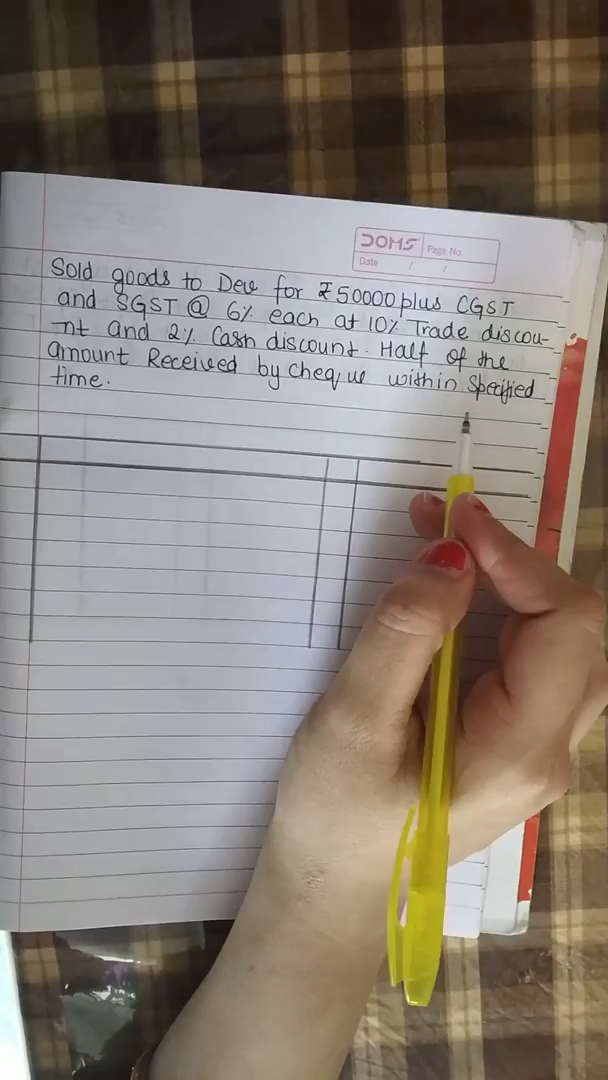 DOMS
Page No.
Date / /
Sold goods to Dev for ₹50000 plus CGST
and SGST @ 6% each at 10% Trade discou-
nt and 2% Cash discount. Half of the
amount Received by cheque within Specified
time.